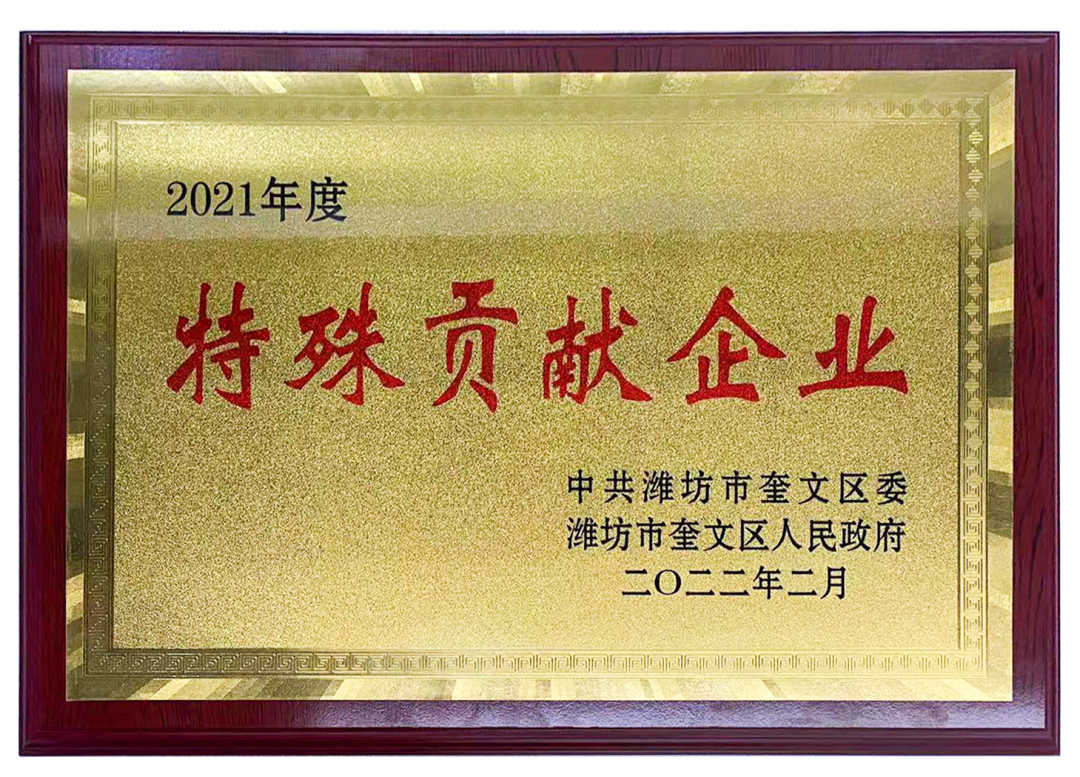 2021年度
特殊贡献企业
中共潍坊市奎文区委
潍坊市奎文区人民政府
二〇二二年二月